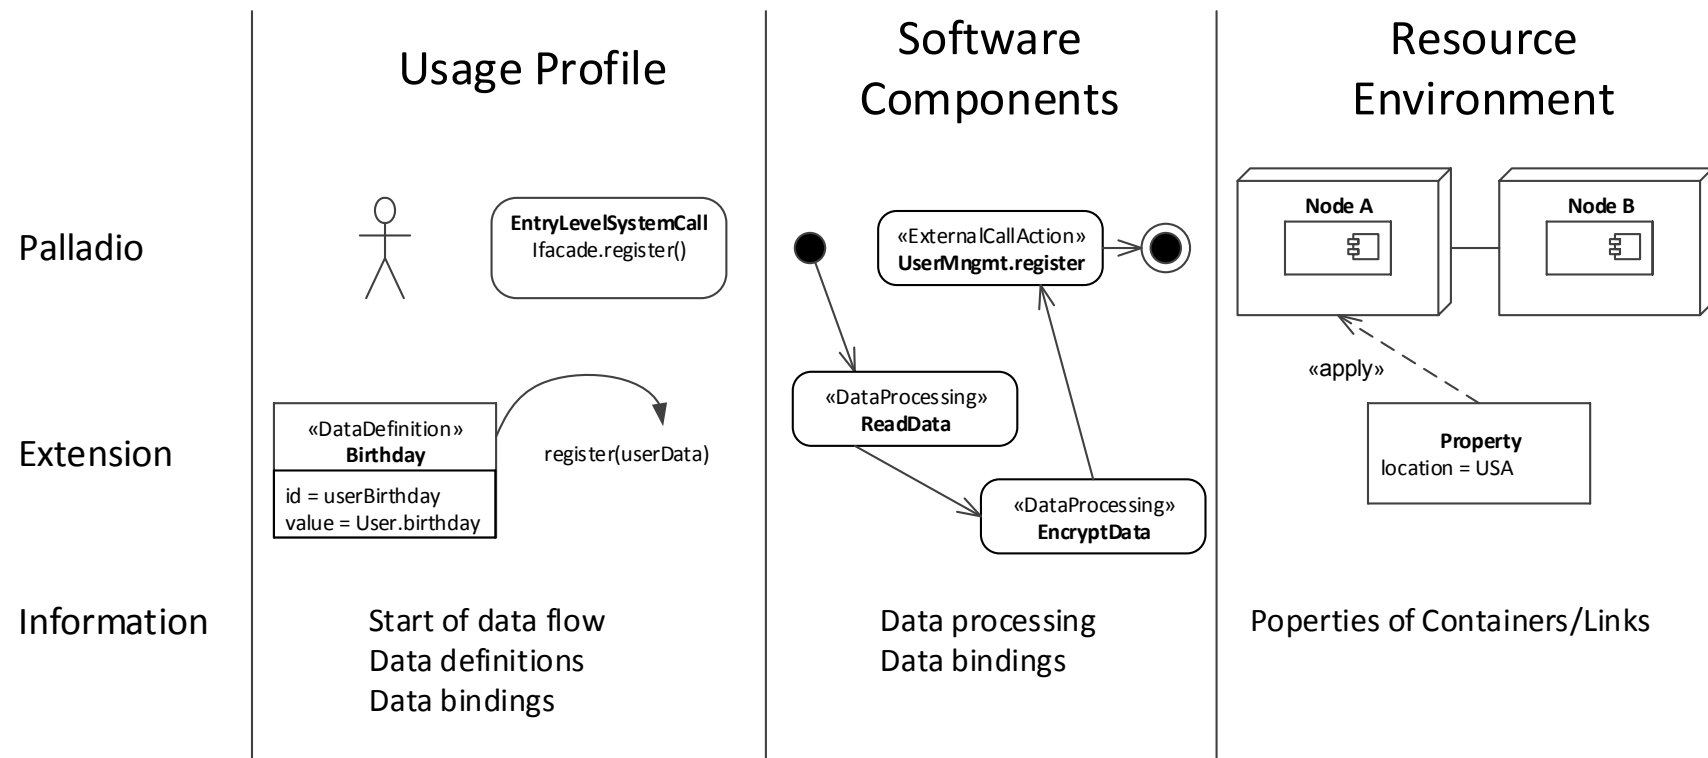 Usage Profile
Software
Components
Resource
Environment
Palladio
EntryLevelSystemCall
Ifacade.register()
«ExternalCallAction»
UserMngmt.register
Node A
Node B
«apply»
Extension
«DataDefinition»
Birthday
id = userBirthday
value = User.birthday
register(userData)
«DataProcessing»
ReadData
«DataProcessing»
EncryptData
Property
location = USA
Information
Start of data flow
Data definitions
Data bindings
Data processing
Data bindings
Poperties of Containers/Links